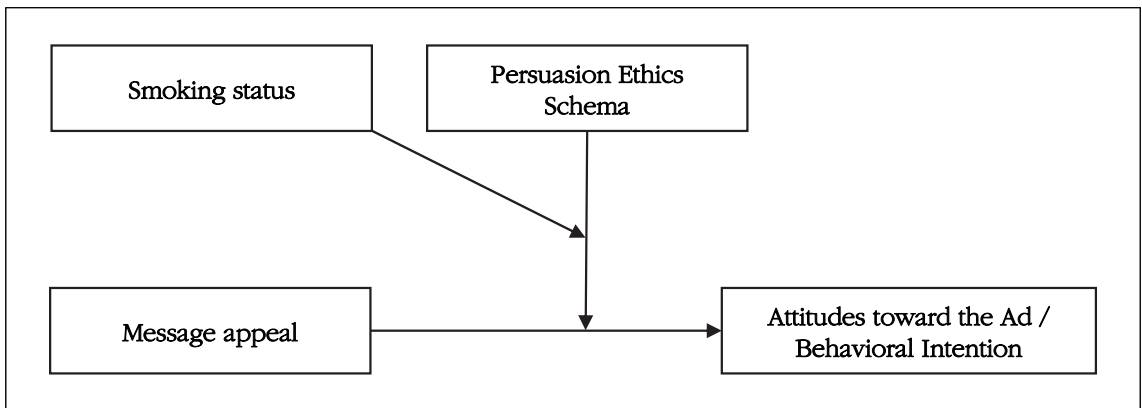 Smoking status
Persuasion Ethics
Schema
Message appeal
Attitudes toward the Ad /
Behavioral Intention